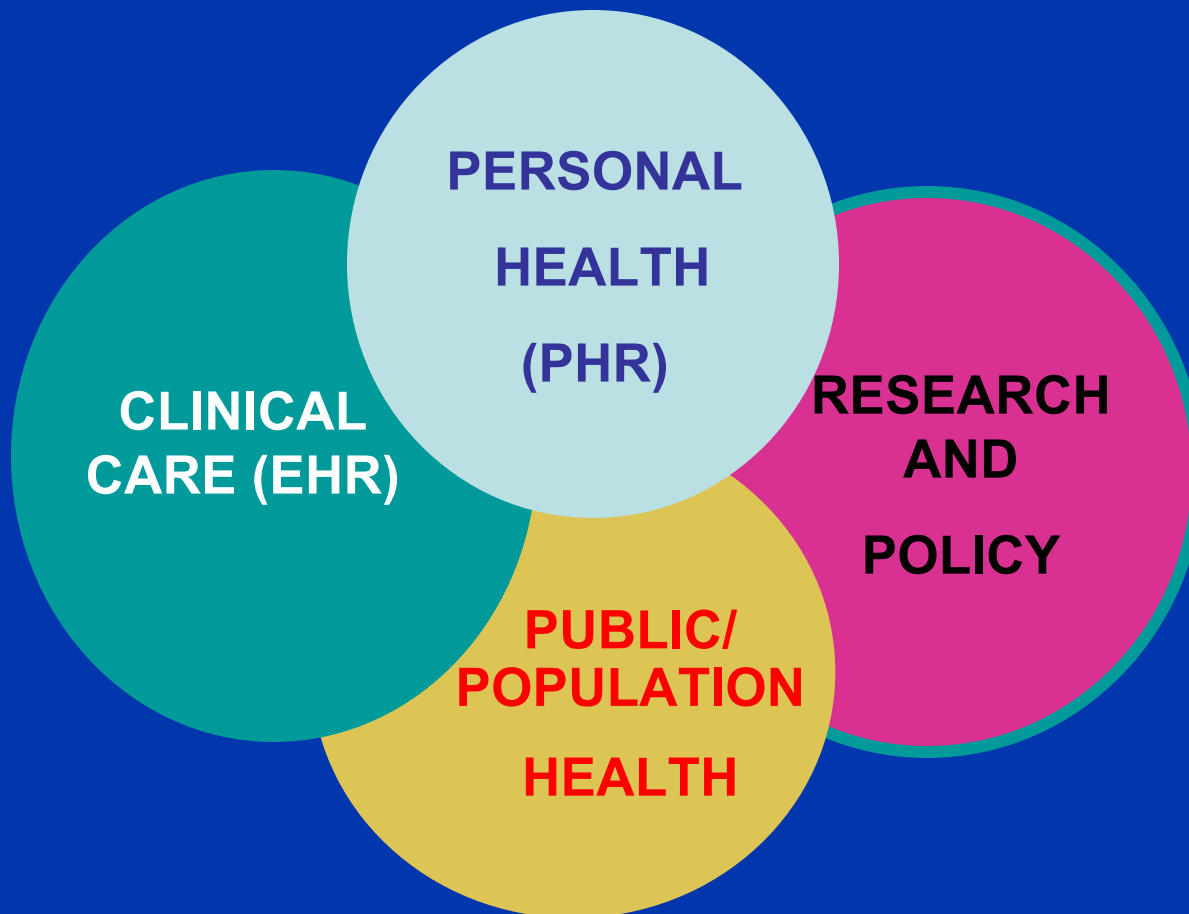 PERSONAL
HEALTH
(PHR)
CLINICAL
CARE (EHR)
RESEARCH
AND
POLICY
PUBLIC/
POPULATION
HEALTH